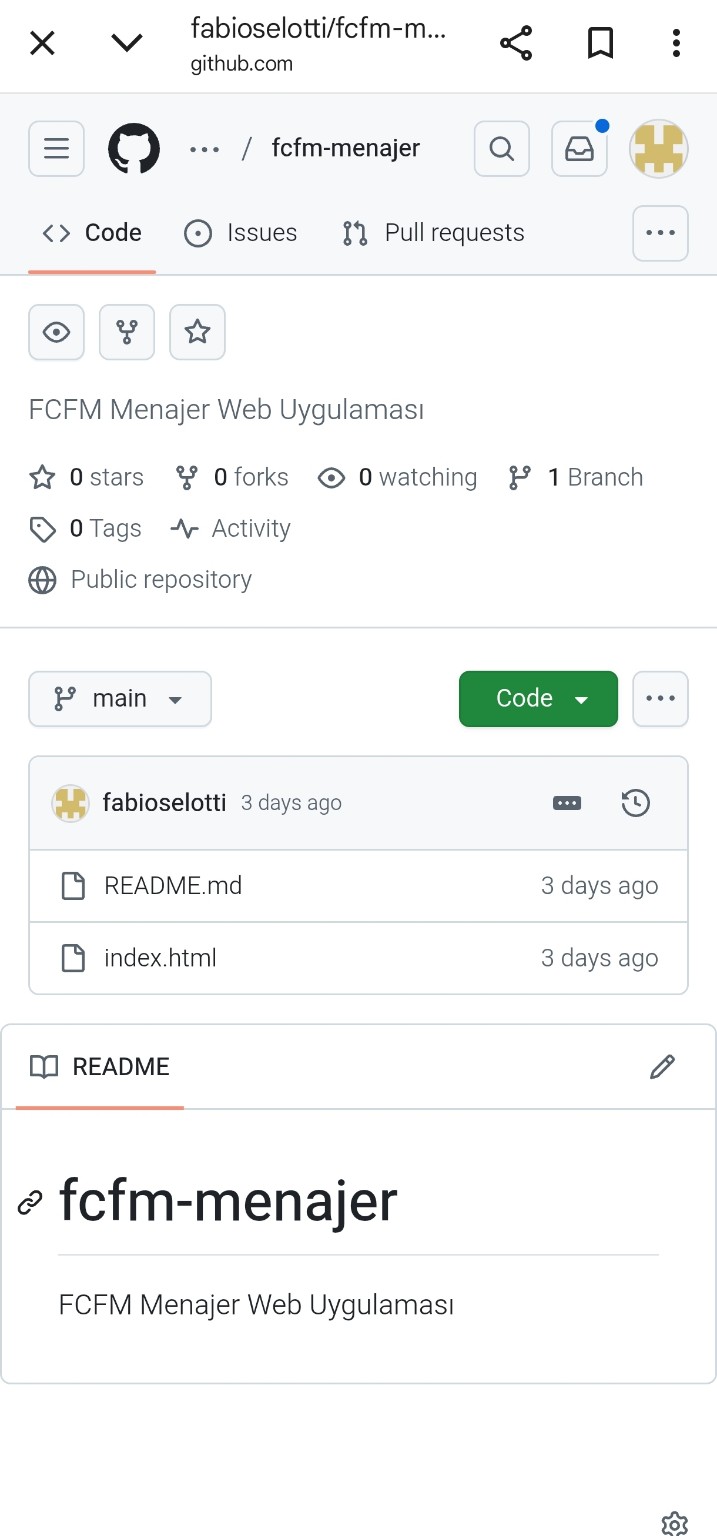 fabioselotti/fcfm-m...
github.com
... / fcfm-menajer
Code Issues Pull requests
FCFM Menajer Web Uygulaması
0 stars 0 forks 0 watching 1 Branch
0 Tags Activity
Public repository
main Code
fabioselotti 3 days ago
README.md 3 days ago
index.html 3 days ago
README
fcfm-menajer
FCFM Menajer Web Uygulaması